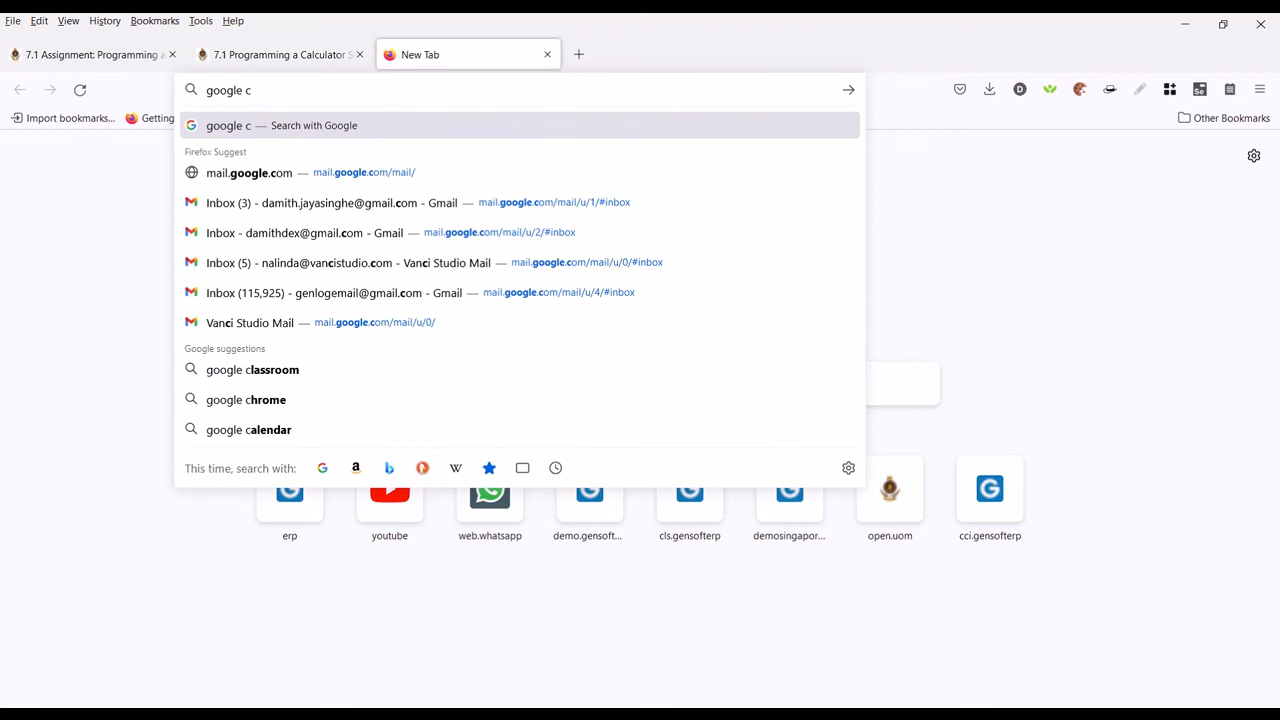 File Edit View History Bookmarks Tools Help
7.1 Assignment: Programming a
7.1 Programming a Calculator S
New Tab
google c
Import bookmarks...
Getting
Other Bookmarks
google c — Search with Google
Firefox Suggest
mail.google.com — mail.google.com/mail/
Inbox (3) - damith.jayasinghe@gmail.com - Gmail — mail.google.com/mail/u/1/#inbox
Inbox - damithdex@gmail.com - Gmail — mail.google.com/mail/u/2/#inbox
Inbox (5) - nalinda@vancistudio.com - Vanci Studio Mail — mail.google.com/mail/u/0/#inbox
Inbox (115,925) - genlogemail@gmail.com - Gmail — mail.google.com/mail/u/4/#inbox
Vanci Studio Mail — mail.google.com/mail/u/0/
Google suggestions
google classroom
google chrome
google calendar
This time, search with:
erp
youtube
web.whatsapp
demo.gensoft...
cls.gensofterp
demosingapor...
open.uom
cci.gensofterp